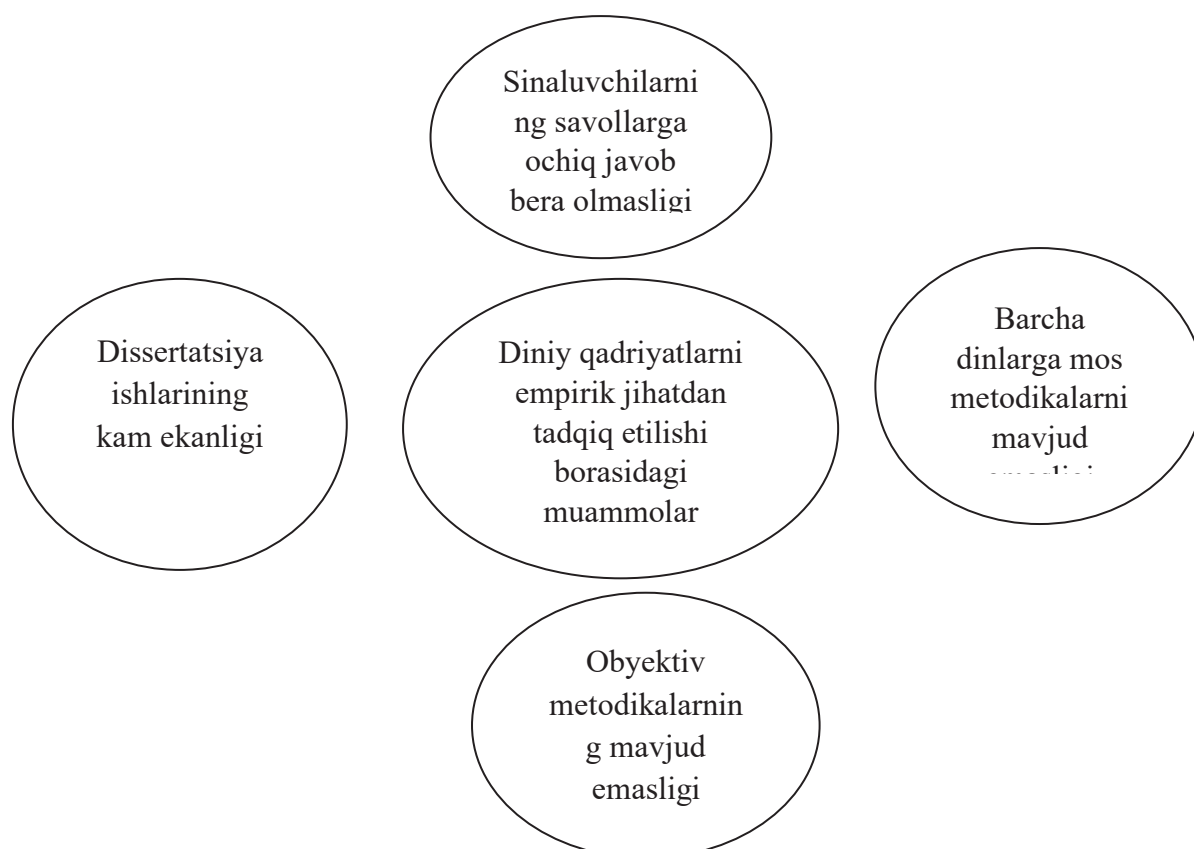 Sinaluvchilarni
ng savollarga
ochiq javob
bera olmasligi
Dissertatsiya
ishlarining
kam ekanligi
Diniy qadriyatlarni
empirik jihatdan
tadqiq etilishi
borasidagi
muammolar
Barcha
dinlarga mos
metodikalarni
mavjud
Obyektiv
metodikalarnin
g mavjud
emasligi